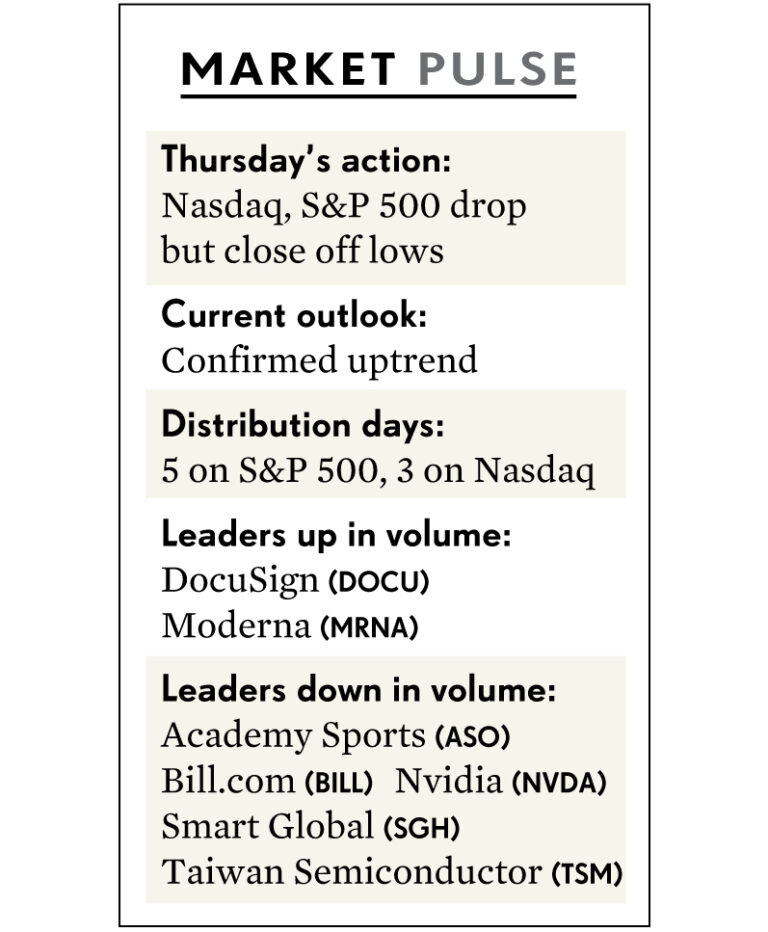 MARKET PULSE
Thursday’s action:
Nasdaq, S&P 500 drop
but close off lows
Current outlook:
Confirmed uptrend
Distribution days:
5 on S&P 500, 3 on Nasdaq
Leaders up in volume:
DocuSign (DOCU)
Moderna (MRNA)
Leaders down in volume:
Academy Sports (ASO)
Bill.com (BILL) Nvidia (NVDA)
Smart Global (SGH)
Taiwan Semiconductor (TSM)